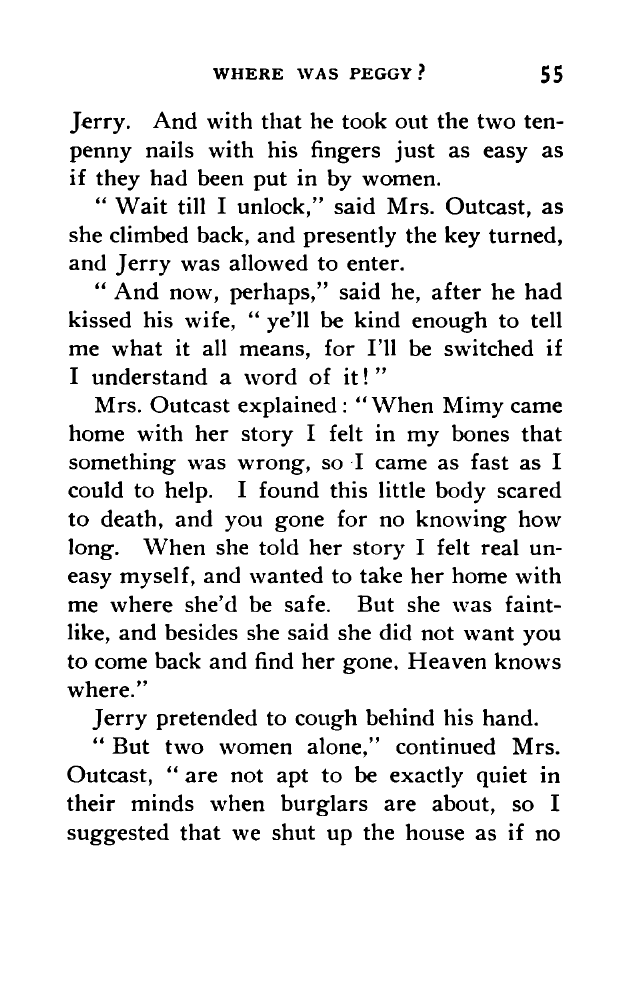 WHERE WAS PEGGY? 55
Jerry. And with that he took out the two ten-
penny nails with his fingers just as easy as
if they had been put in by women.
“ Wait till I unlock,” said Mrs. Outcast, as
she climbed back, and presently the key turned,
and Jerry was allowed to enter.
“ And now, perhaps,” said he, after he had
kissed his wife, “ ye’ll be kind enough to tell
me what it all means, for I’ll be switched if
I understand a word of it! ”
Mrs. Outcast explained : “ When Mimy came
home with her story I felt in my bones that
something was wrong, so I came as fast as I
could to help. I found this little body scared
to death, and you gone for no knowing how
long. When she told her story I felt real un-
easy myself, and wanted to take her home with
me where she’d be safe. But she was faint-
like, and besides she said she did not want you
to come back and find her gone. Heaven knows
where.”
Jerry pretended to cough behind his hand.
“ But two women alone,” continued Mrs.
Outcast, “ are not apt to be exactly quiet in
their minds when burglars are about, so I
suggested that we shut up the house as if no